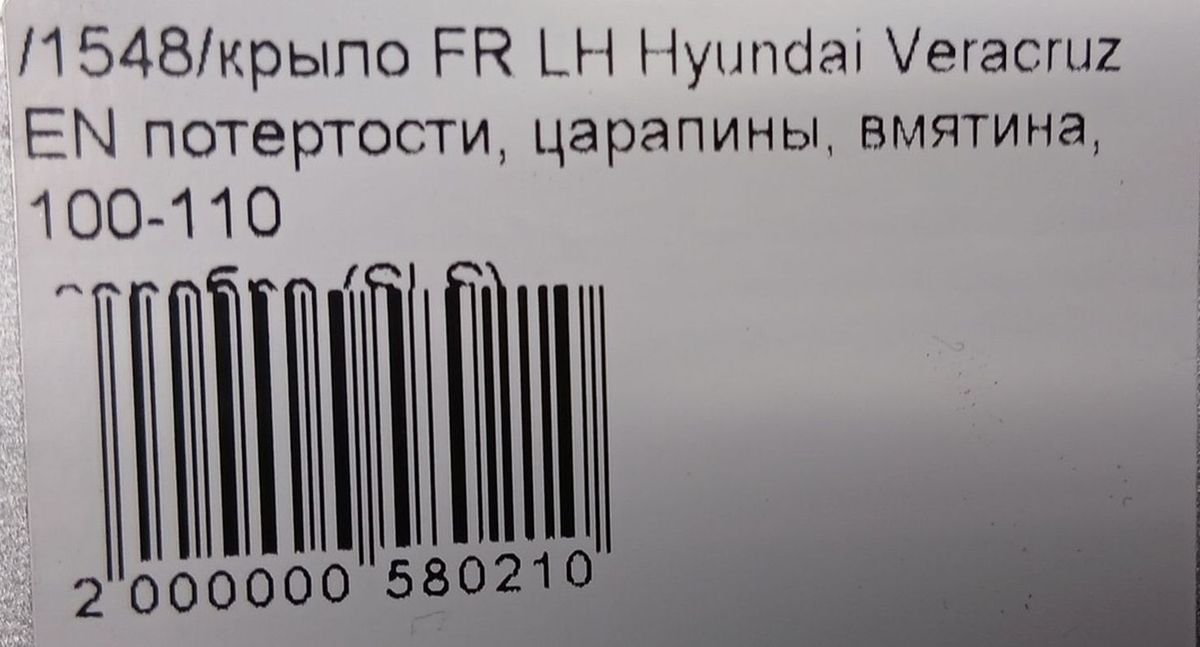 /1548/крыло FR LH Hyundai Veracruz
EN потертости, царапины, вмятина,
100-110
2 000000 580210